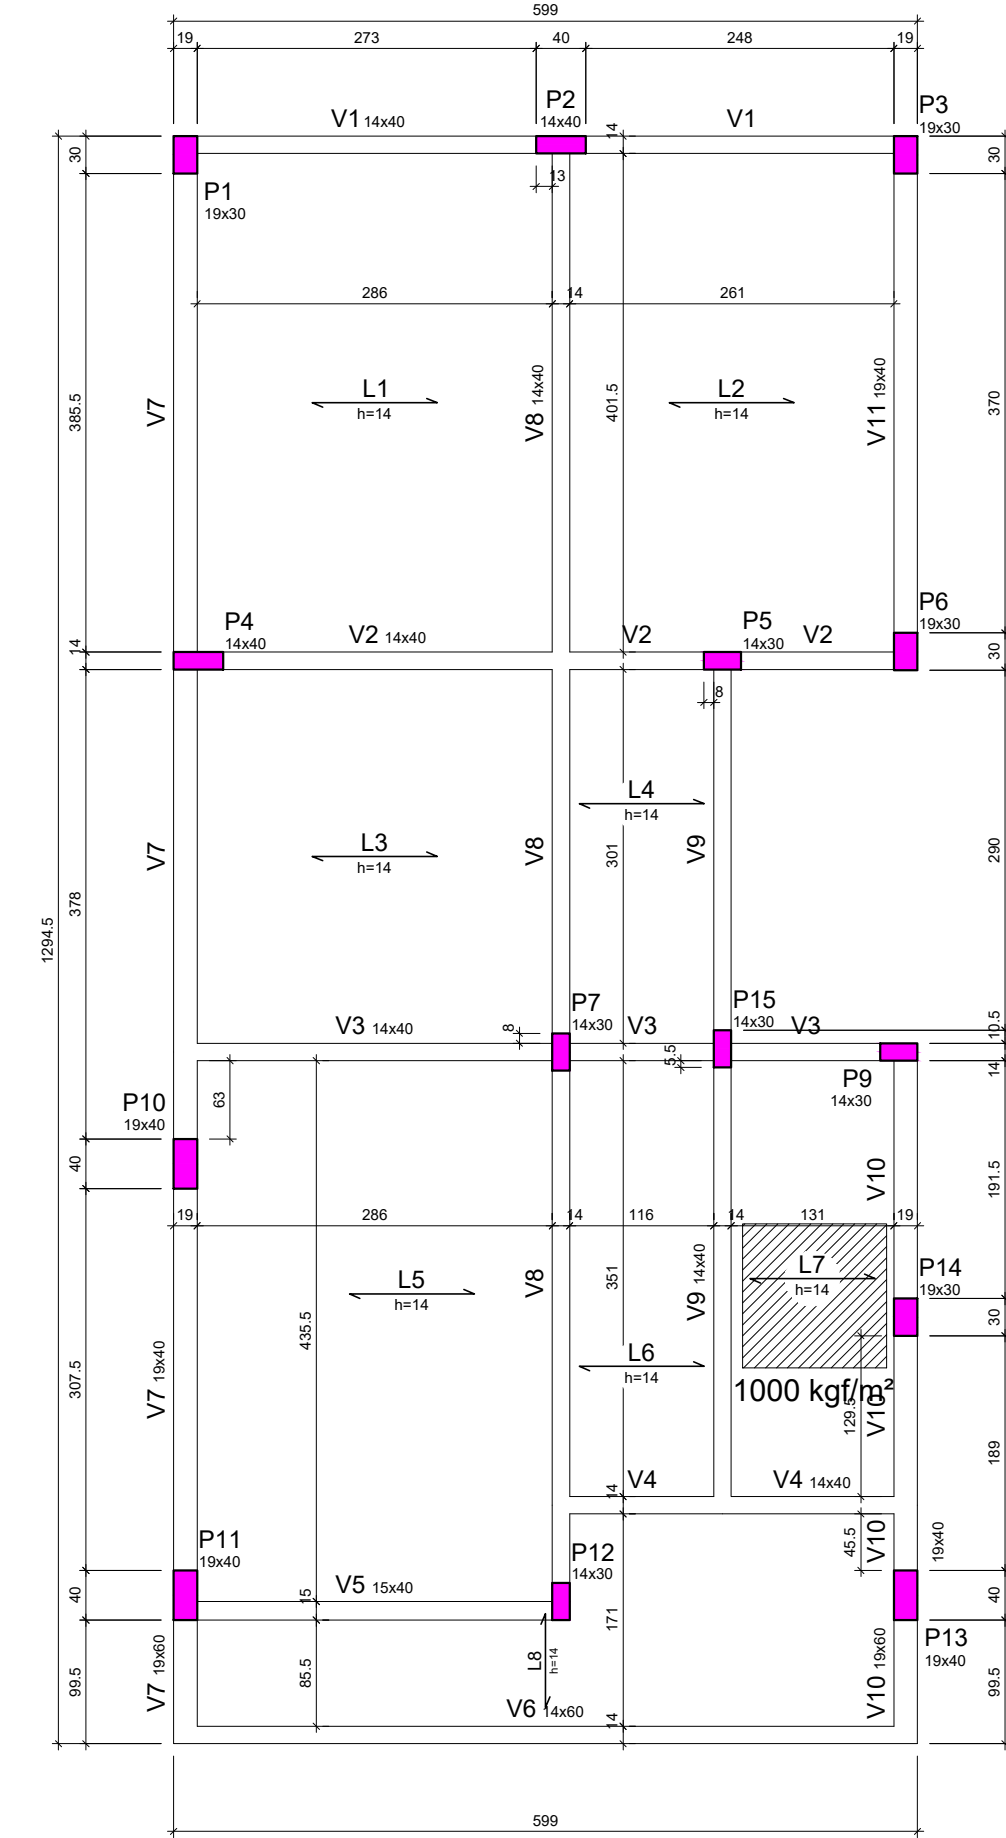 599
19 273 40 248 19
V1 14x40
P2
14x40
V1
P3
19x30
14
30
30
13
P1
19x30
286 14 261
L1
h=14
V8 14x40
L2
h=14
V11 19x40
V7
385.5
401.5
370
P4
14x40
V2 14x40
V2
P5
14x30
V2
P6
19x30
14
30
8
L4
h=14
L3
h=14
V7
V8
V9
301
290
378
1294.5
P7
14x30
P15
14x30
V3 14x40
8
V3
V3
10.5
5.5
14
P9
14x30
P10
19x40
63
40
V10
191.5
19 286 14 116 14 131 19
L5
h=14
V8
V9 14x40
351
L7
h=14
P14
19x30
30
435.5
V7 19x40
307.5
L6
h=14
1000 kgf/m²
129.5
V10
189
V4
V4 14x40
14
P11
19x40
P12
14x30
45.5
V10
19x40
V5 15x40
15
40
40
171
P13
19x40
V7 19x60
99.5
85.5
L8
h=14
V10 19x60
99.5
V6 14x60
14
599